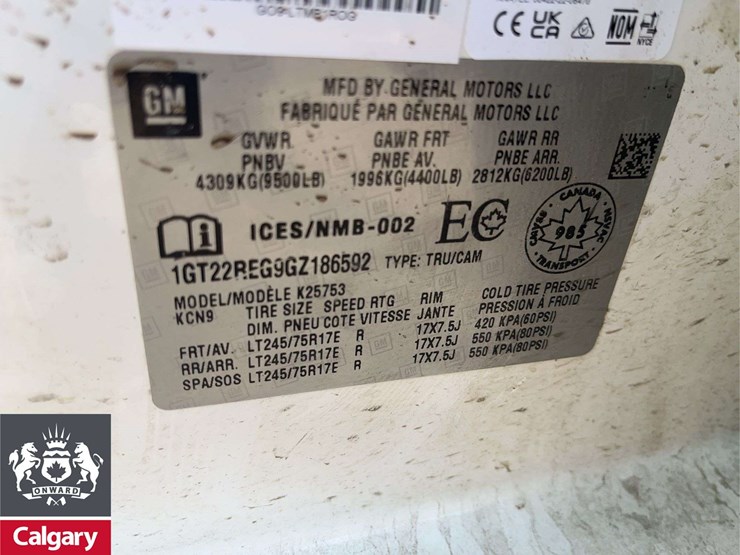 GM
MFD BY GENERAL MOTORS LLC
FABRIQUÉ PAR GÉNÉRAL MOTORS LLC
GVWR GAWR FRT GAWR RR
PNBV PNBE AV. PNBE ARR.
4309KG(9500LB) 1996KG(4400LB) 2812KG(6200LB)
ICES/NMB-002 EC
CANADA
985
TRANSPORT
1GT22REG9GZ186592 TYPE: TRU/CAM
MODEL/MODÈLE K25753
KCN9 TIRE SIZE SPEED RTG RIM COLD TIRE PRESSURE
DIM. PNEU COTE VITESSE JANTE PRESSION À FROID
FRT/AV. LT245/75R17E R 17X7.5J 420 KPA(60PSI)
RR/ARR. LT245/75R17E R 17X7.5J 550 KPA(80PSI)
SPA/SOS LT245/75R17E R 17X7.5J 550 KPA(80PSI)
CE UK CA NOM
NYCE
ONWARD
Calgary